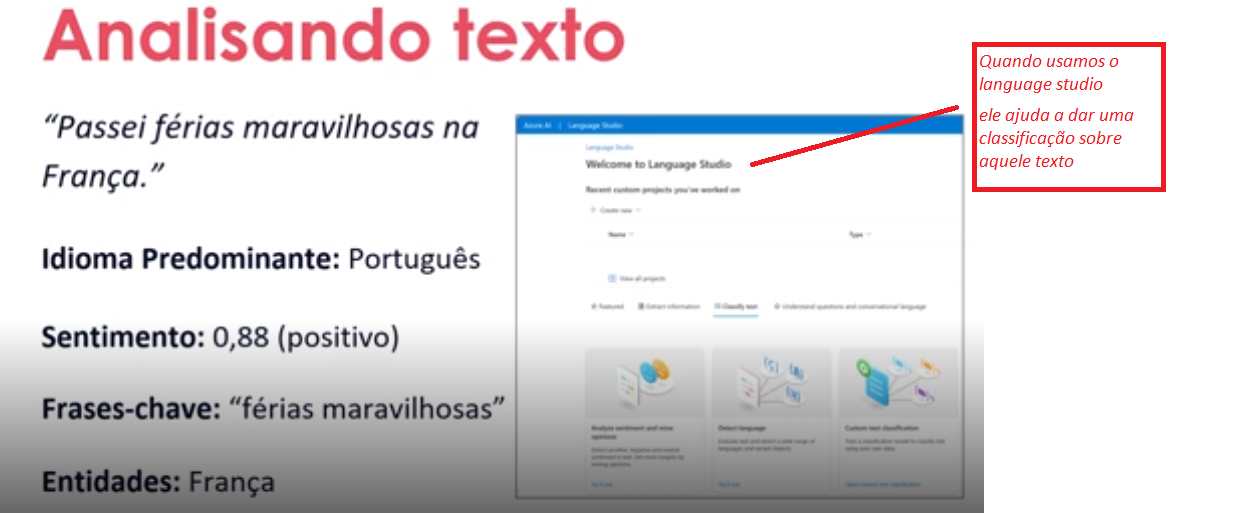 Analisando texto
“Passei férias maravilhosas na
França.”
Idioma Predominante: Português
Sentimento: 0,88 (positivo)
Frases-chave: “férias maravilhosas”
Entidades: França
Azure AI | Language Studio
Language Studio
Welcome to Language Studio
Recent custom projects you've worked on
Create new
Name
Type
View all projects
Featured
Extract information
Classify text
Understand questions and conversational language
Analyze sentiment and mine
opinions
Detect positive, negative and neutral
sentiment in text. Get more insights by
mining opinions.
Try it out
Detect language
Evaluate text and detect a wide range of
languages and variant dialects.
Try it out
Custom text classification
Train a classification model to classify text
using your own data.
Open Custom text classification
Quando usamos o
language studio
ele ajuda a dar uma
classificação sobre
aquele texto